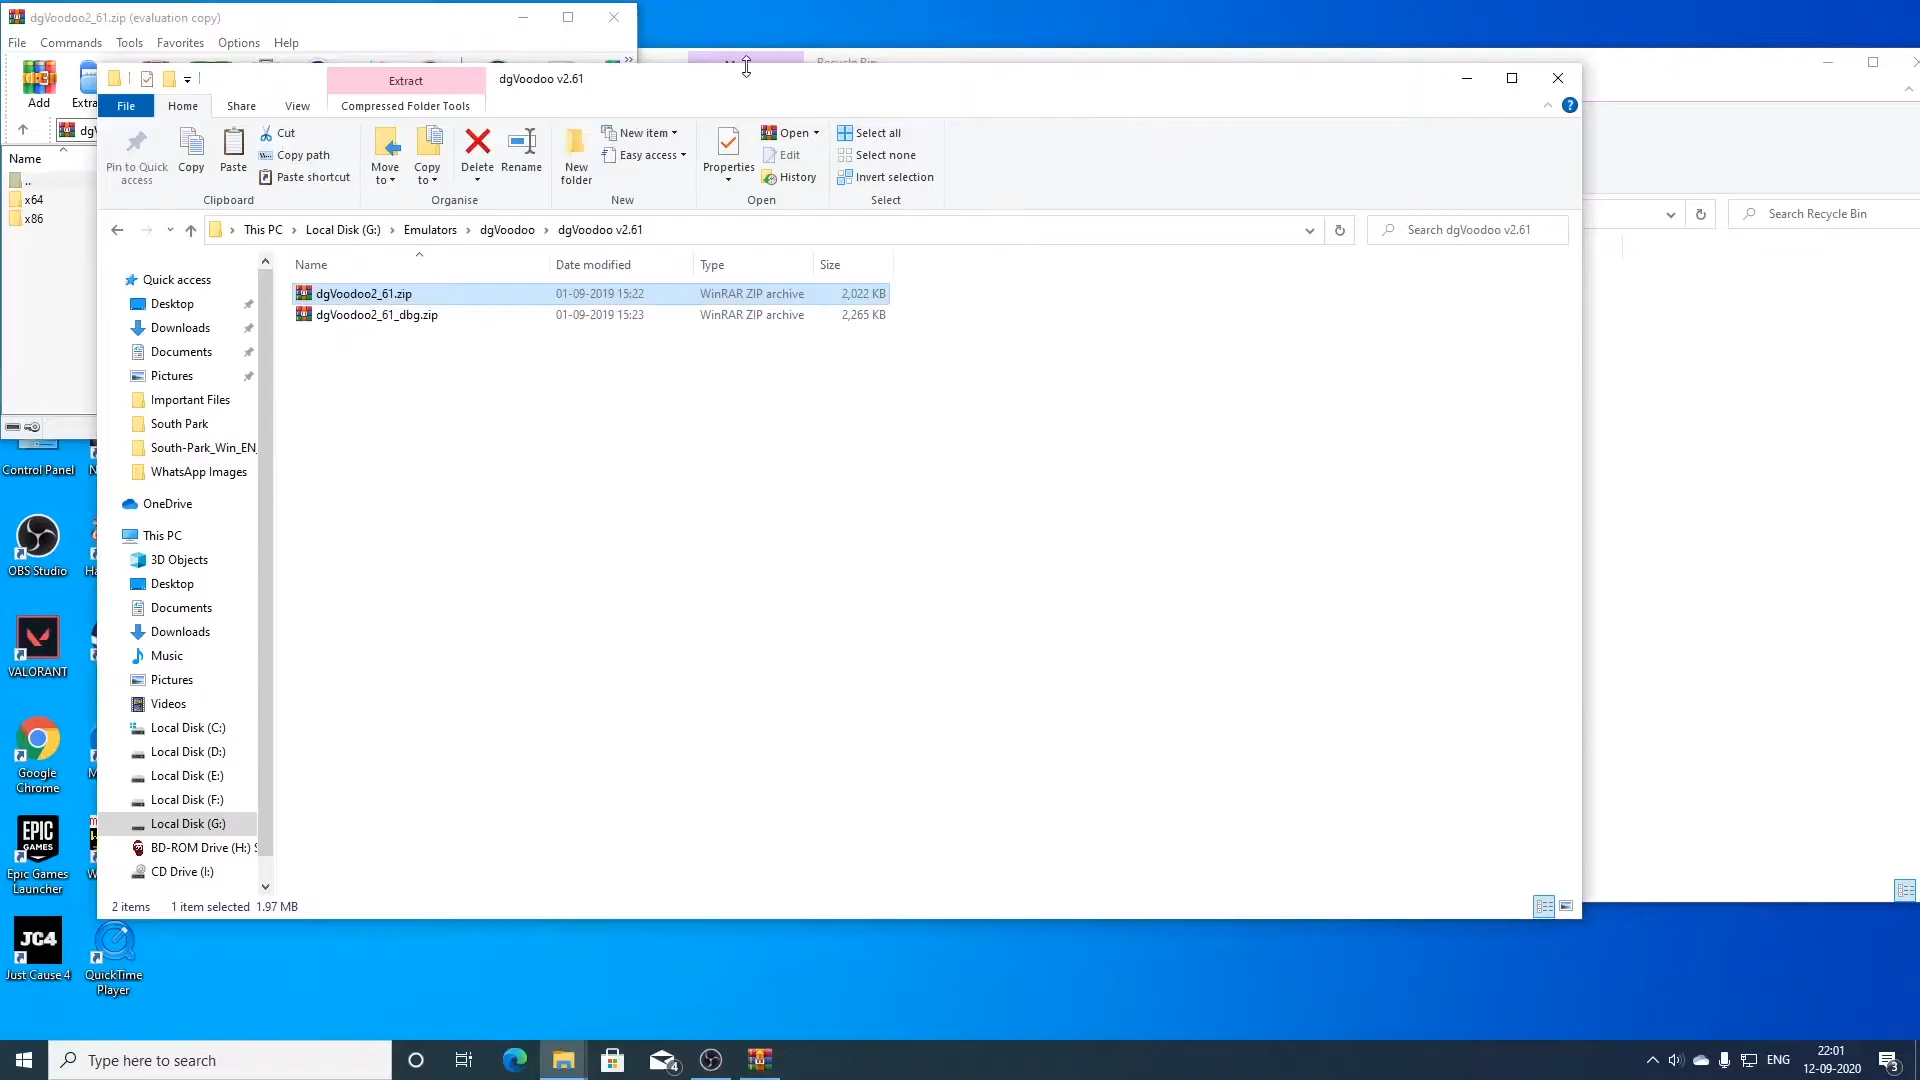 dgVoodoo2_61.zip (evaluation copy)
File Commands Tools Favorites Options Help
Add
Name
..
x64
x86
Recycle Bin
Search Recycle Bin
Extract
dgVoodoo v2.61
File Home Share View Compressed Folder Tools
Pin to Quick access
Copy
Paste
Cut
Copy path
Paste shortcut
Clipboard
Move to
Copy to
Delete
Rename
Organise
New folder
New item
Easy access
New
Properties
Open
Edit
History
Open
Select all
Select none
Invert selection
Select
This PC > Local Disk (G:) > Emulators > dgVoodoo > dgVoodoo v2.61
Search dgVoodoo v2.61
Name Date modified Type Size
dgVoodoo2_61.zip 01-09-2019 15:22 WinRAR ZIP archive 2,022 KB
dgVoodoo2_61_dbg.zip 01-09-2019 15:23 WinRAR ZIP archive 2,265 KB
Quick access
Desktop
Downloads
Documents
Pictures
Important Files
South Park
South-Park_Win_EN_
WhatsApp Images
OneDrive
This PC
3D Objects
Desktop
Documents
Downloads
Music
Pictures
Videos
Local Disk (C:)
Local Disk (D:)
Local Disk (E:)
Local Disk (F:)
Local Disk (G:)
BD-ROM Drive (H:) S
CD Drive (I:)
2 items 1 item selected 1.97 MB
Control Panel
OBS Studio
VALORANT
Google
Chrome
EPIC
GAMES
Epic Games
Launcher
JC4
Just Cause 4
QuickTime
Player
Type here to search
4
ENG
22:01
12-09-2020
3